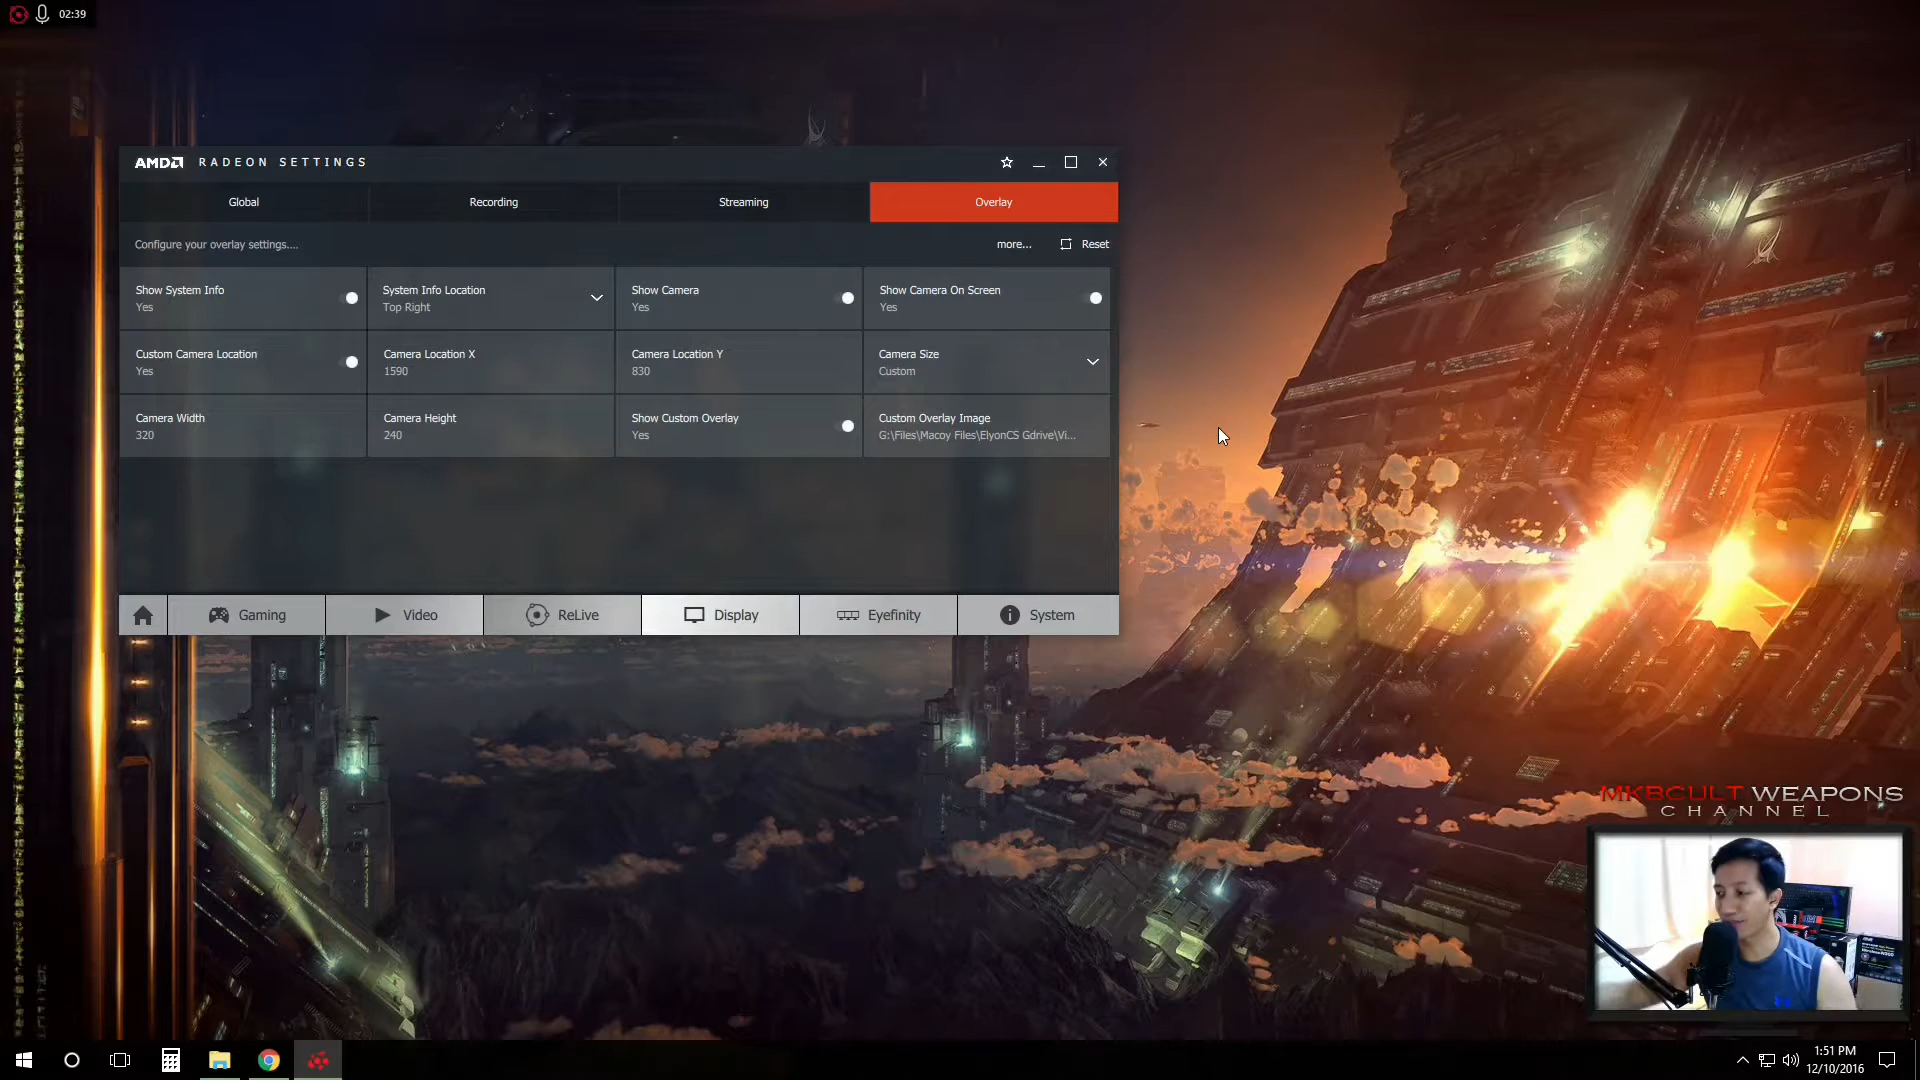 02:39
AMD RADEON SETTINGS
Global
Recording
Streaming
Overlay
Configure your overlay settings....
more...
Reset
Show System Info
Yes
System Info Location
Top Right
Show Camera
Yes
Show Camera On Screen
Yes
Custom Camera Location
Yes
Camera Location X
1590
Camera Location Y
830
Camera Size
Custom
Camera Width
320
Camera Height
240
Show Custom Overlay
Yes
Custom Overlay Image
G:\Files\Macoy Files\ElyonCS Gdrive\Vi...
Gaming
Video
ReLive
Display
Eyefinity
System
MKBCULT WEAPONS
CHANNEL
1:51 PM
12/10/2016